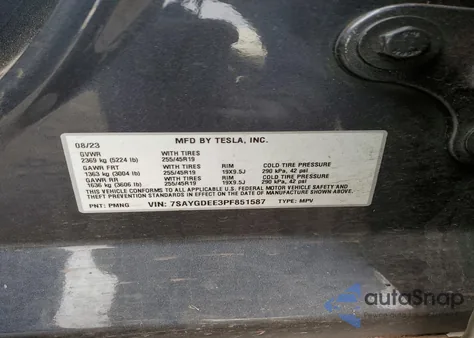 MFD BY TESLA, INC.
08/23
GVWR WITH TIRES
2369 kg (5224 lb) 255/45R19
GAWR FRT WITH TIRES RIM COLD TIRE PRESSURE
1363 kg (3004 lb) 255/45R19 19X9.5J 290 kPa, 42 psi
GAWR RR WITH TIRES RIM COLD TIRE PRESSURE
1636 kg (3606 lb) 255/45R19 19X9.5J 290 kPa, 42 psi
THIS VEHICLE CONFORMS TO ALL APPLICABLE U.S. FEDERAL MOTOR VEHICLE SAFETY AND
THEFT PREVENTION STANDARDS IN EFFECT ON THE DATE OF MANUFACTURE SHOWN ABOVE.
PNT: PMNG VIN: 7SAYGDEE3PF851587 TYPE: MPV
autoSnap